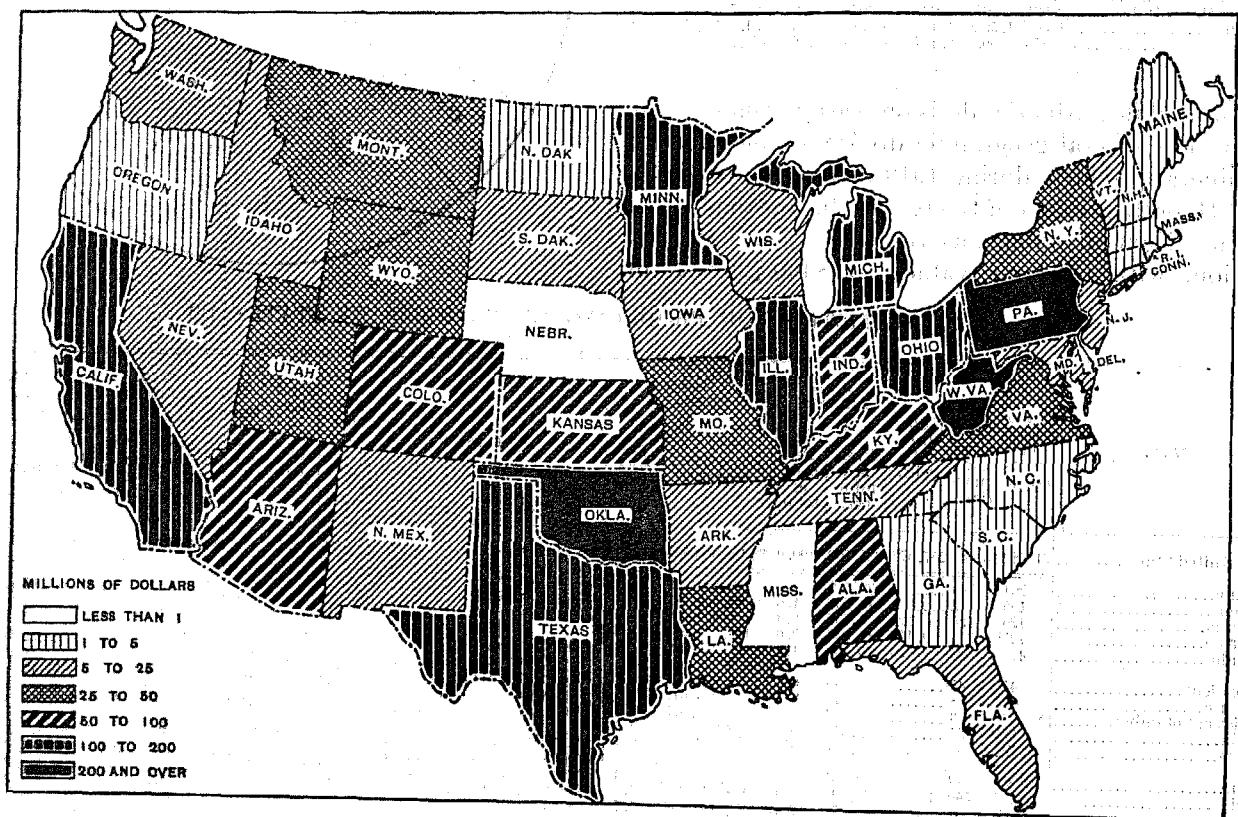 WASH.
OREGON
CALIF.
IDAHO
NEV.
MONT.
WYO.
UTAH
ARIZ.
COLO.
N. MEX.
N. DAK
S. DAK.
NEBR.
KANSAS
OKLA.
TEXAS
MINN.
IOWA
MO.
ARK.
LA.
WIS.
ILL.
MICH.
IND.
OHIO
KY.
TENN.
MISS.
ALA.
GA.
FLA.
S. C.
N. C.
VA.
W. VA
PA.
N. Y.
VT.
N. H.
MAINE
MASS.
R. I.
CONN.
N. J.
DEL.
MD.
MILLIONS OF DOLLARS
LESS THAN 1
1 TO 5
5 TO 25
25 TO 50
50 TO 100
100 TO 200
200 AND OVER